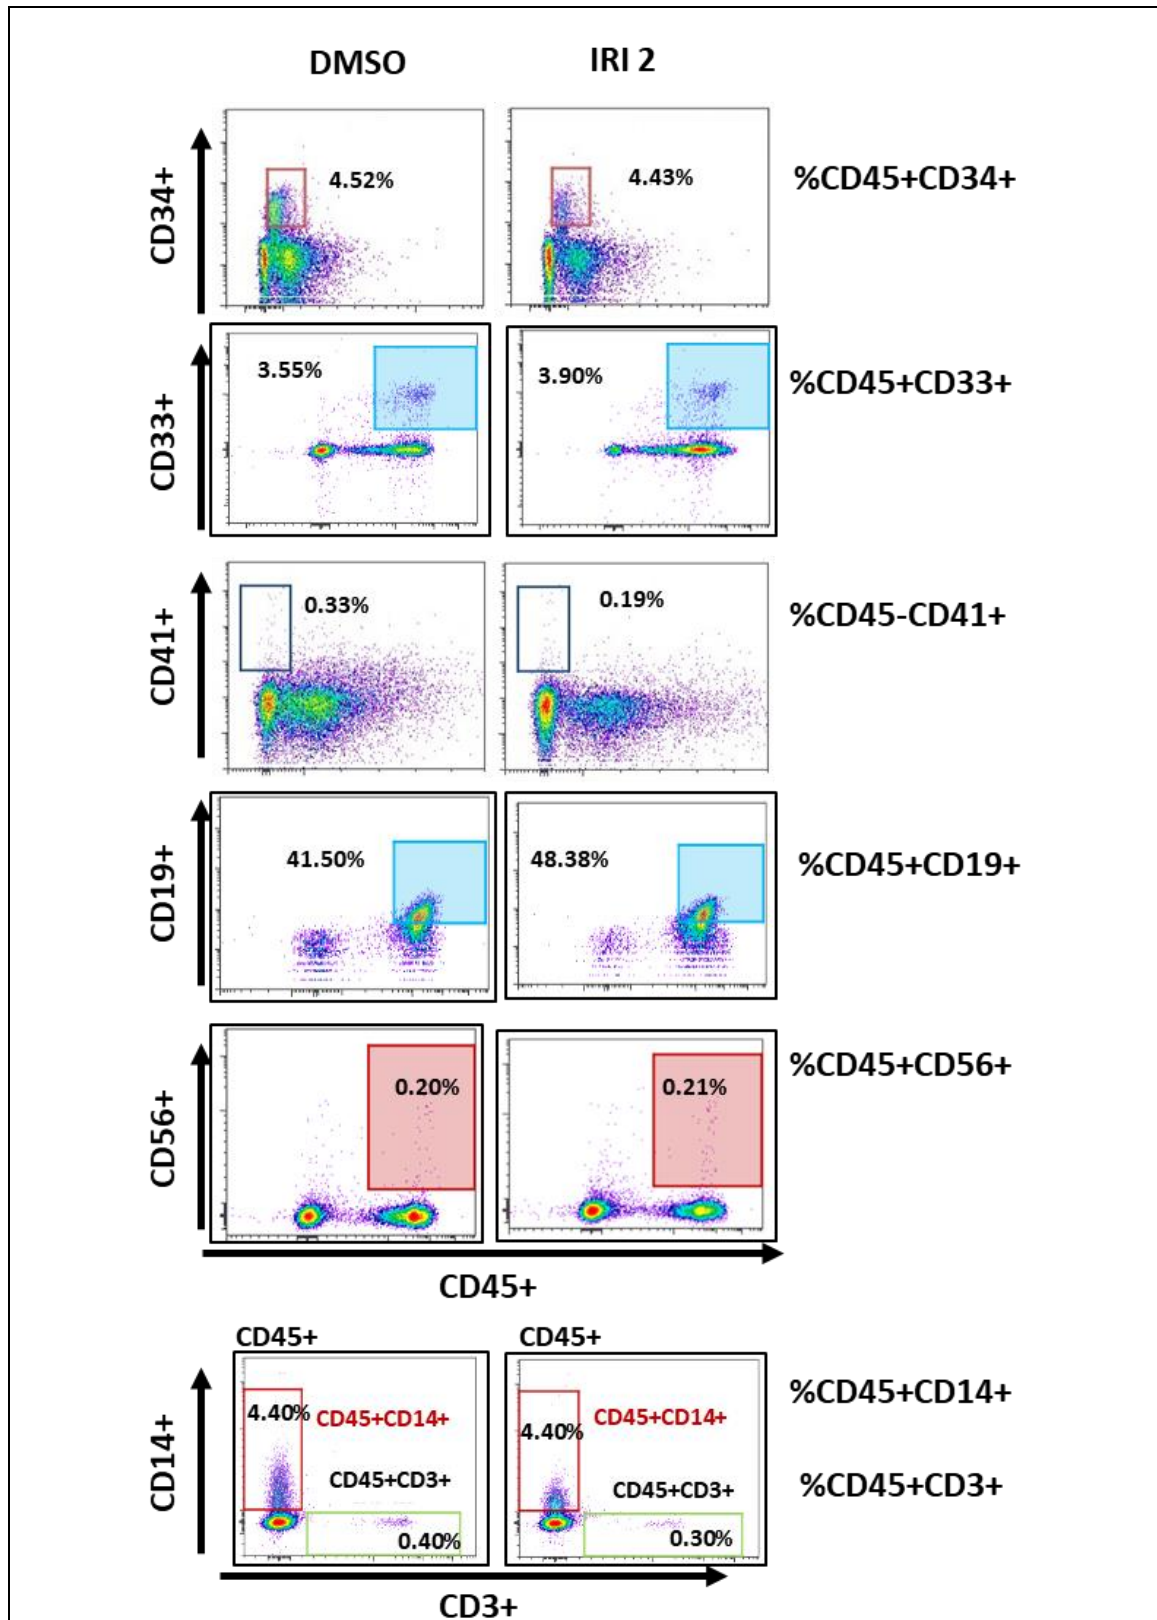 DMSO IRI 2
CD34+ 4.52% 4.43% %CD45+CD34+
CD33+ 3.55% 3.90% %CD45+CD33+
CD41+ 0.33% 0.19% %CD45-CD41+
CD19+ 41.50% 48.38% %CD45+CD19+
CD56+ 0.20% 0.21% %CD45+CD56+
CD45+
CD45+ CD45+
CD14+ 4.40% CD45+CD14+ 4.40% CD45+CD14+ %CD45+CD14+
CD45+CD3+ CD45+CD3+ %CD45+CD3+
0.40% 0.30%
CD3+